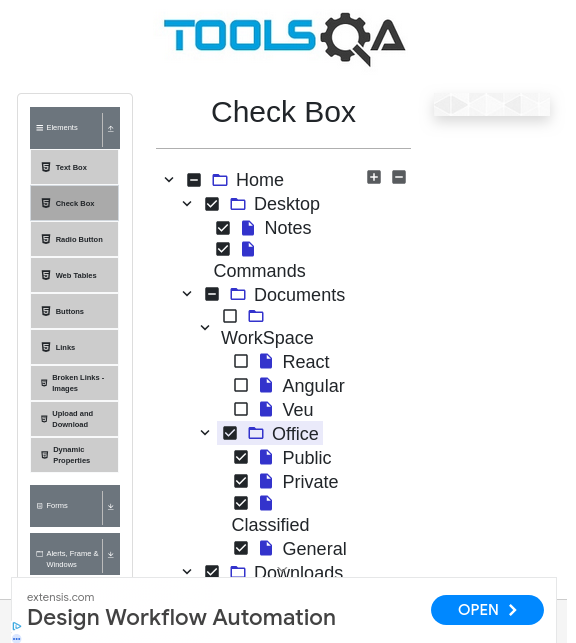 TOOLSQA
Check Box
Elements
Text Box
Check Box
Radio Button
Web Tables
Buttons
Links
Broken Links -
Images
Upload and
Download
Dynamic
Properties
Forms
Alerts, Frame &
Windows
Home
Desktop
Notes
Commands
Documents
WorkSpace
React
Angular
Veu
Office
Public
Private
Classified
General
Downloads
extensis.com
Design Workflow Automation
OPEN